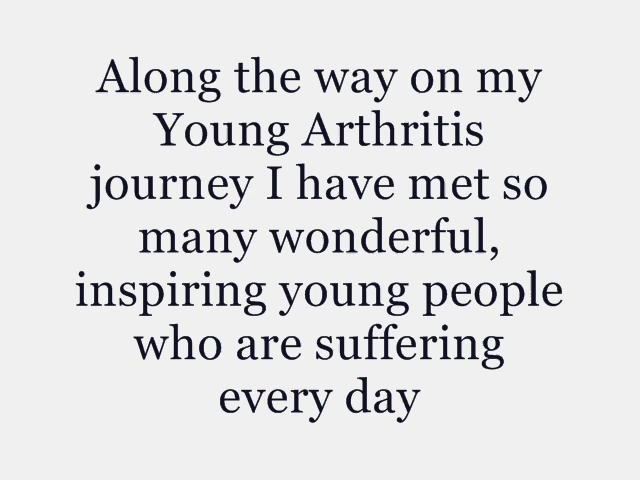 Along the way on my
Young Arthritis
journey I have met so
many wonderful,
inspiring young people
who are suffering
every day